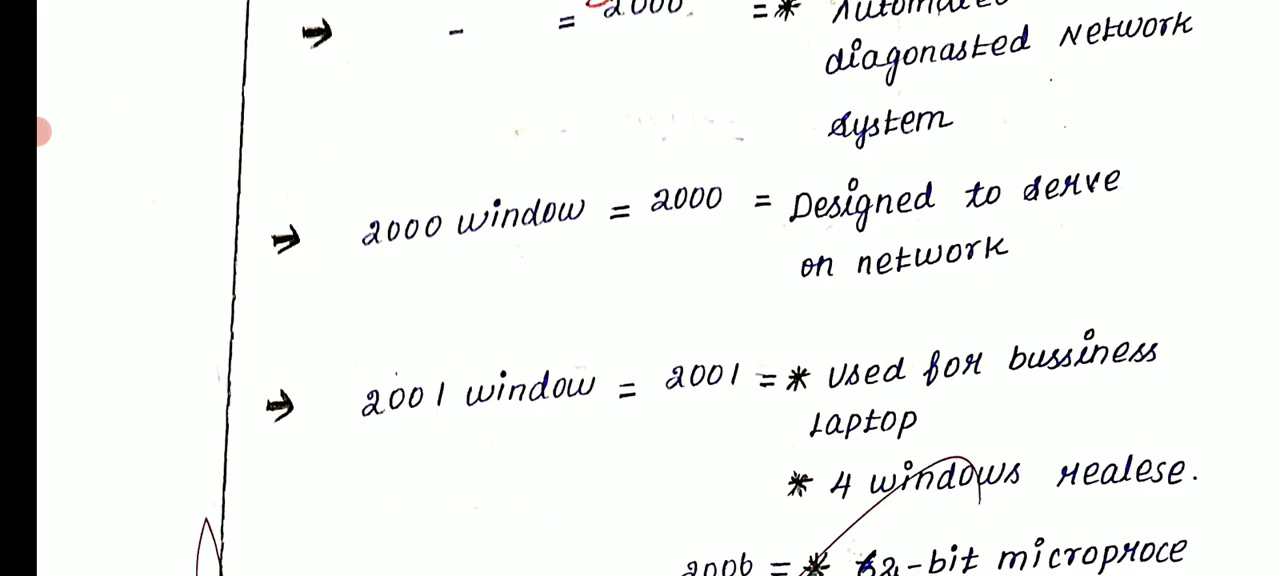 → - = 2000. = *
diagonasted Network
system
→ 2000 window = 2000 = Designed to serve
on network
→ 2001 window = 2001 = * used for bussiness
laptop
* 4 windows realese.
2006 = * -bit microproce